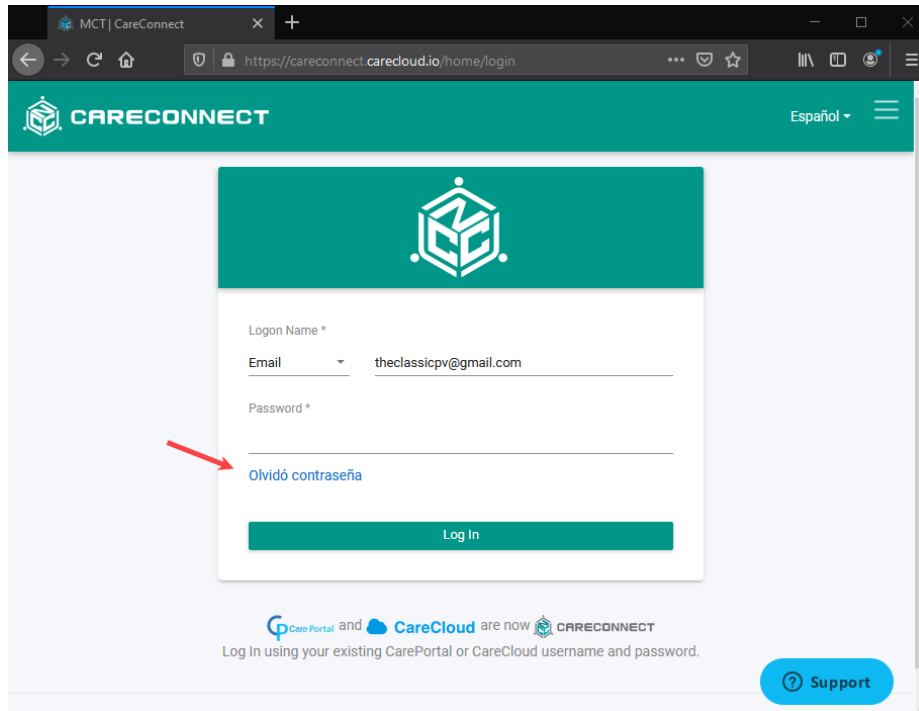 MCT | CareConnect
https://careconnect.carecloud.io/home/login
CARECONNECT
Español
NCC
Logon Name *
Email theclassicpv@gmail.com
Password *
Olvidó contraseña
Log In
CP Care Portal and CareCloud are now CARECONNECT
Log In using your existing CarePortal or CareCloud username and password.
? Support